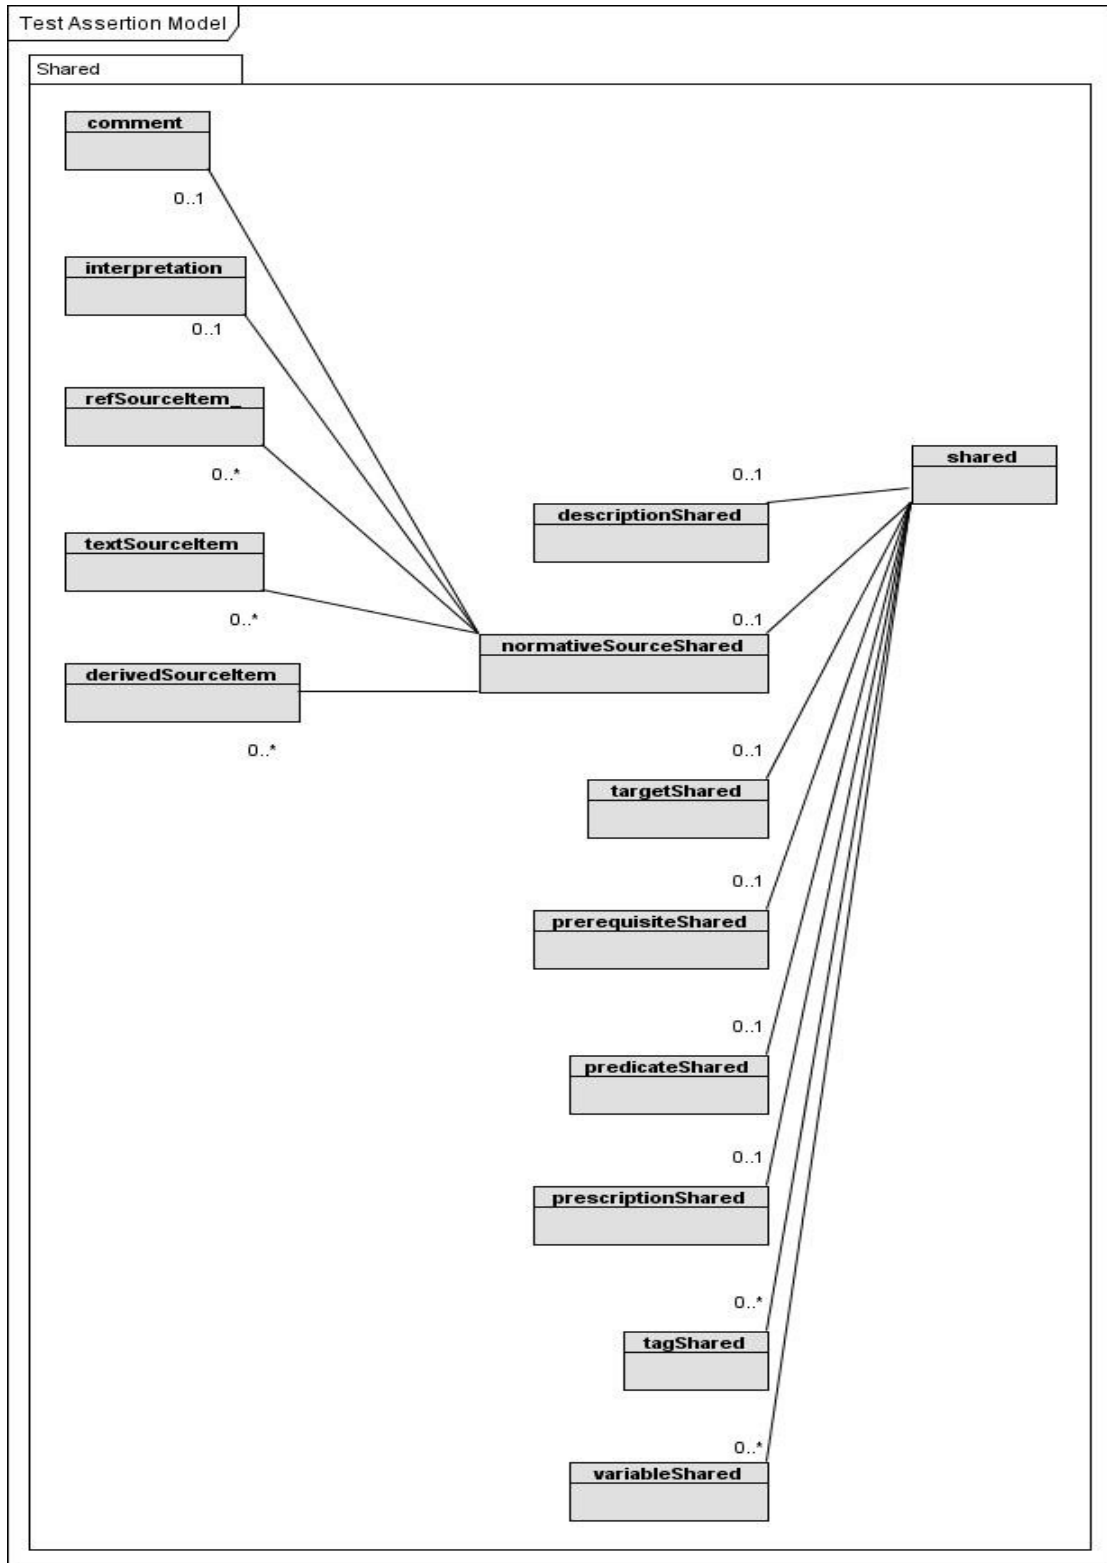 Test Assertion Model
Shared
comment
0..1
interpretation
0..1
refSourceItem_
0..*
textSourceItem
0..*
derivedSourceItem
0..*
shared
0..1
descriptionShared
0..1
normativeSourceShared
0..1
targetShared
0..1
prerequisiteShared
0..1
predicateShared
0..1
prescriptionShared
0..*
tagShared
0..*
variableShared